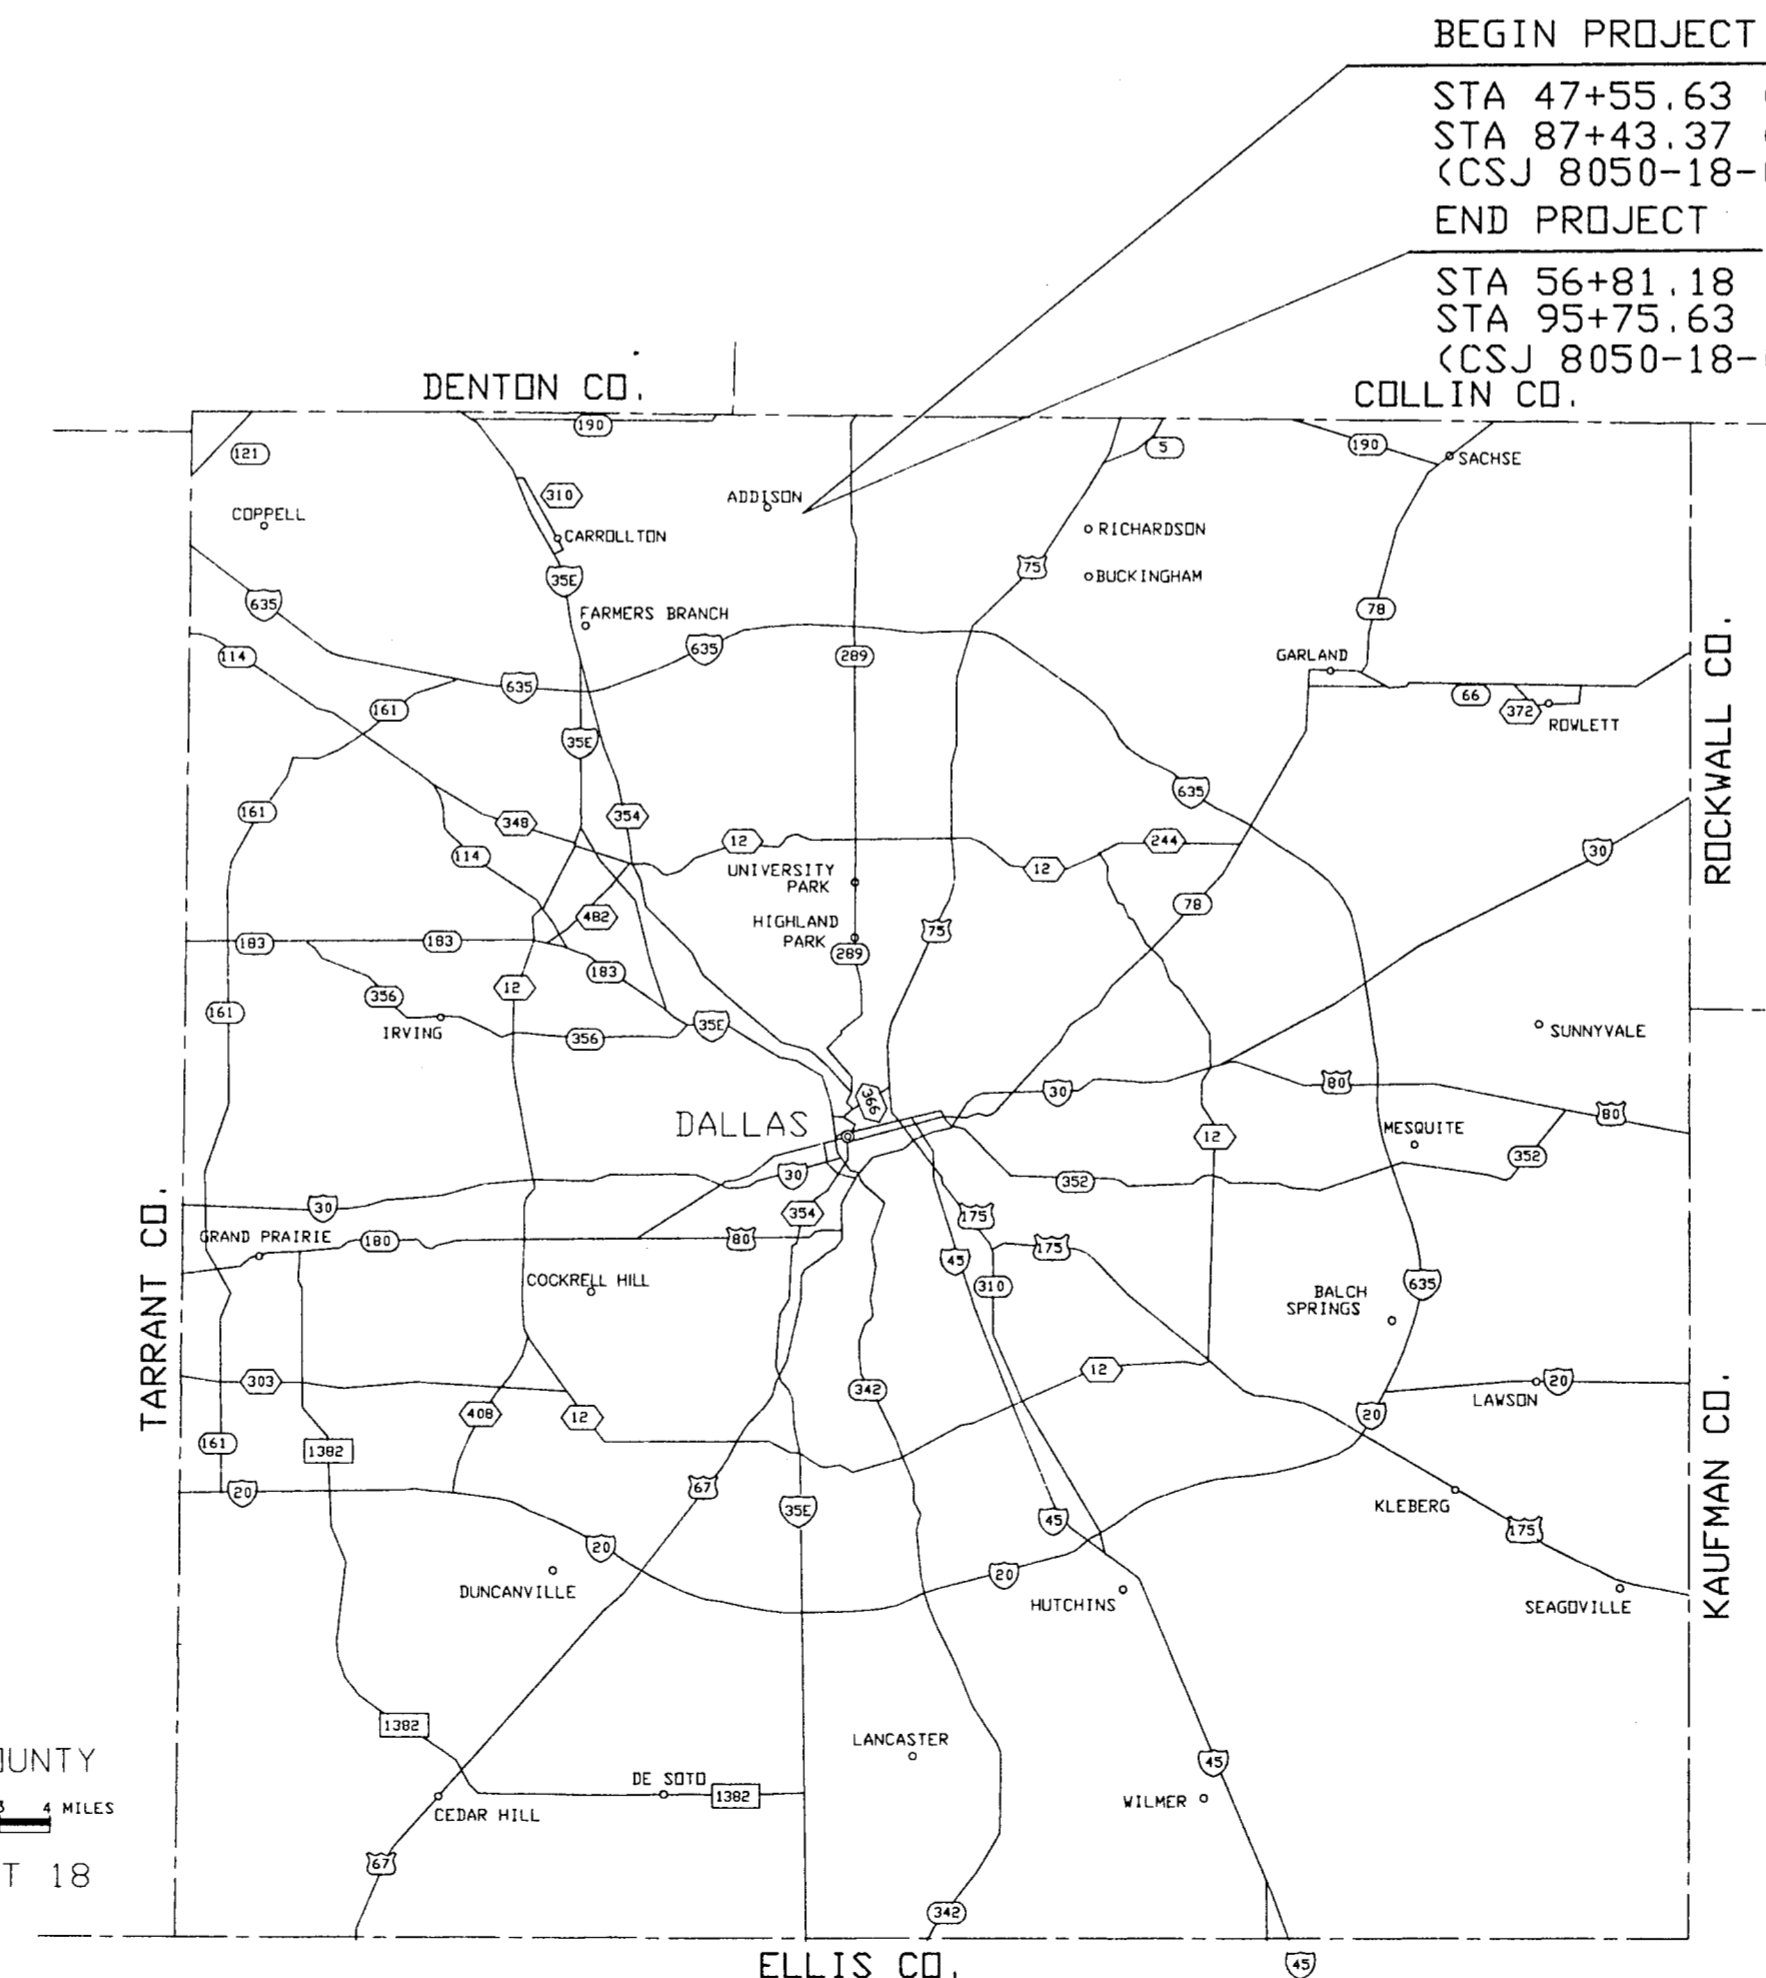 BEGIN PROJECT
STA 47+55.63
STA 87+43.37
(CSJ 8050-18-
END PROJECT
STA 56+81.18
STA 95+75.63
(CSJ 8050-18-
DENTON CO.
COLLIN CO.
190
121
5
190
SACHSE
310
ADDISON
COPPELL
CARROLLTON
RICHARDSON
75
BUCKINGHAM
35E
635
FARMERS BRANCH
78
114
635
289
GARLAND
635
66
161
372
ROWLETT
35E
ROCKWALL CO.
635
161
354
348
12
244
114
12
30
UNIVERSITY
PARK
78
482
HIGHLAND
PARK
75
183
183
289
183
12
356
161
IRVING
356
35E
SUNNYVALE
80
30
366
80
DALLAS
MESQUITE
12
352
30
352
TARRANT CO.
30
354
175
GRAND PRAIRIE
180
80
175
45
COCKRELL HILL
310
635
BALCH
SPRINGS
303
12
342
20
LAWSON
408
12
20
161
1382
KAUFMAN CO.
20
67
35E
KLEBERG
45
175
20
20
DUNCANVILLE
HUTCHINS
SEAGOVILLE
1382
LANCASTER
OUNTY
45
DE SOTO
1382
4 MILES
CEDAR HILL
WILMER
67
T 18
342
ELLIS CO.
45